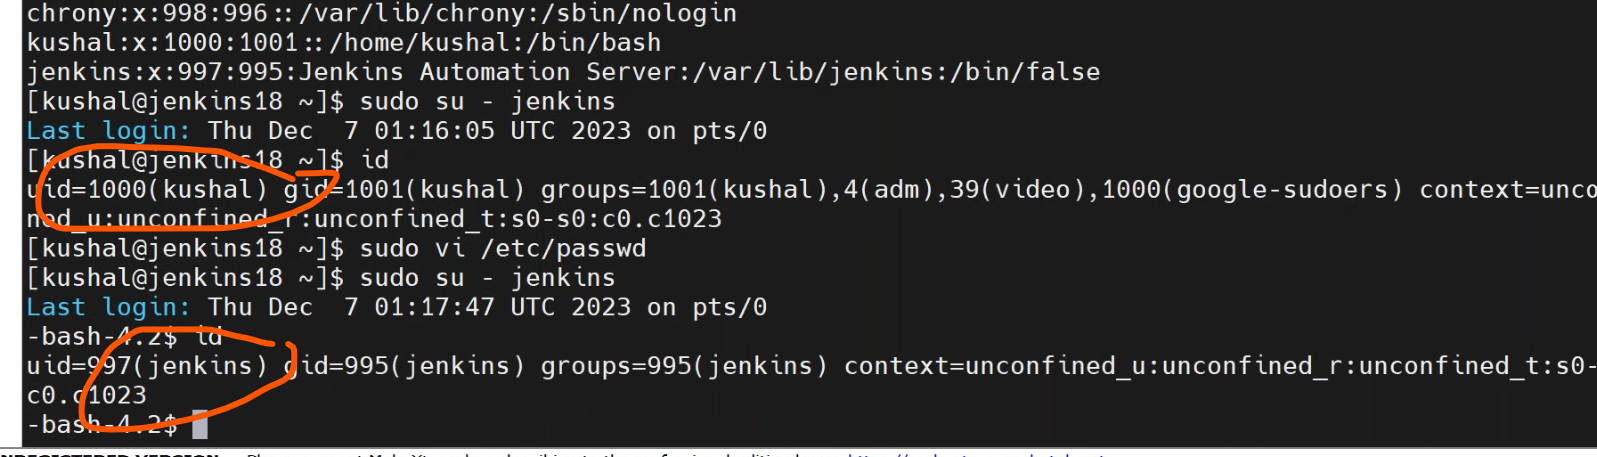 chrony:x:998:996::/var/lib/chrony:/sbin/nologin
kushal:x:1000:1001::/home/kushal:/bin/bash
jenkins:x:997:995:Jenkins Automation Server:/var/lib/jenkins:/bin/false
[kushal@jenkins18 ~]$ sudo su - jenkins
Last login: Thu Dec  7 01:16:05 UTC 2023 on pts/0
[kushal@jenkins18 ~]$ id
uid=1000(kushal) gid=1001(kushal) groups=1001(kushal),4(adm),39(video),1000(google-sudoers) context=unco
ned_u:unconfined_r:unconfined_t:s0-s0:c0.c1023
[kushal@jenkins18 ~]$ sudo vi /etc/passwd
[kushal@jenkins18 ~]$ sudo su - jenkins
Last login: Thu Dec  7 01:17:47 UTC 2023 on pts/0
-bash-4.2$ id
uid=997(jenkins) gid=995(jenkins) groups=995(jenkins) context=unconfined_u:unconfined_r:unconfined_t:s0-
c0.c1023
-bash-4.2$